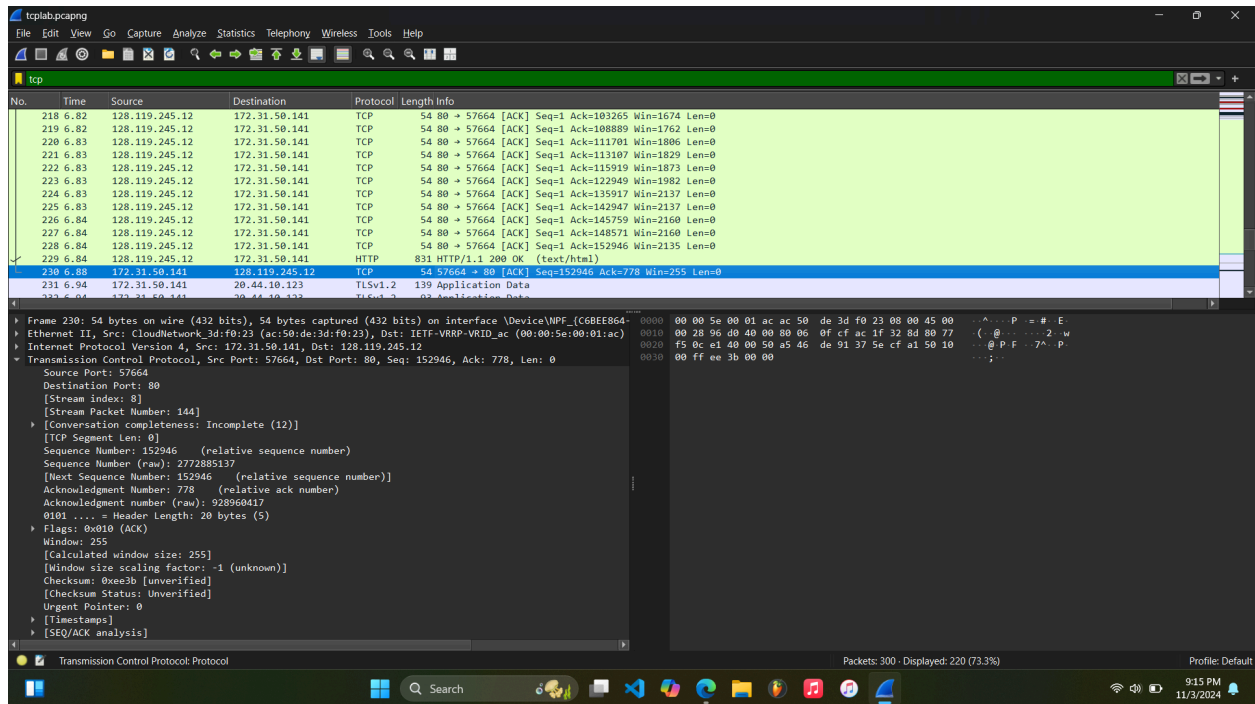 tcplab.pcapng
File Edit View Go Capture Analyze Statistics Telephony Wireless Tools Help
tcp
No. Time Source Destination Protocol Length Info
218 6.82 128.119.245.12 172.31.50.141 TCP 54 80 → 57664 [ACK] Seq=1 Ack=103265 Win=1674 Len=0
219 6.82 128.119.245.12 172.31.50.141 TCP 54 80 → 57664 [ACK] Seq=1 Ack=108889 Win=1762 Len=0
220 6.83 128.119.245.12 172.31.50.141 TCP 54 80 → 57664 [ACK] Seq=1 Ack=111701 Win=1806 Len=0
221 6.83 128.119.245.12 172.31.50.141 TCP 54 80 → 57664 [ACK] Seq=1 Ack=113107 Win=1829 Len=0
222 6.83 128.119.245.12 172.31.50.141 TCP 54 80 → 57664 [ACK] Seq=1 Ack=115919 Win=1873 Len=0
223 6.83 128.119.245.12 172.31.50.141 TCP 54 80 → 57664 [ACK] Seq=1 Ack=122949 Win=1982 Len=0
224 6.83 128.119.245.12 172.31.50.141 TCP 54 80 → 57664 [ACK] Seq=1 Ack=135917 Win=2137 Len=0
225 6.83 128.119.245.12 172.31.50.141 TCP 54 80 → 57664 [ACK] Seq=1 Ack=142947 Win=2137 Len=0
226 6.84 128.119.245.12 172.31.50.141 TCP 54 80 → 57664 [ACK] Seq=1 Ack=145759 Win=2160 Len=0
227 6.84 128.119.245.12 172.31.50.141 TCP 54 80 → 57664 [ACK] Seq=1 Ack=148571 Win=2160 Len=0
228 6.84 128.119.245.12 172.31.50.141 TCP 54 80 → 57664 [ACK] Seq=1 Ack=152946 Win=2135 Len=0
229 6.84 128.119.245.12 172.31.50.141 HTTP 831 HTTP/1.1 200 OK (text/html)
230 6.88 172.31.50.141 128.119.245.12 TCP 54 57664 → 80 [ACK] Seq=152946 Ack=778 Win=255 Len=0
231 6.94 172.31.50.141 20.44.10.123 TLSv1.2 139 Application Data
232 6.94 172.31.50.141 20.44.10.123 TLSv1.2 93 Application Data
Frame 230: 54 bytes on wire (432 bits), 54 bytes captured (432 bits) on interface \Device\NPF_{C6BEE864-
Ethernet II, Src: CloudNetwork_3d:f0:23 (ac:50:de:3d:f0:23), Dst: IETF-VRRP-VRID_ac (00:00:5e:00:01:ac)
Internet Protocol Version 4, Src: 172.31.50.141, Dst: 128.119.245.12
Transmission Control Protocol, Src Port: 57664, Dst Port: 80, Seq: 152946, Ack: 778, Len: 0
Source Port: 57664
Destination Port: 80
[Stream index: 8]
[Stream Packet Number: 144]
[Conversation completeness: Incomplete (12)]
[TCP Segment Len: 0]
Sequence Number: 152946 (relative sequence number)
Sequence Number (raw): 2772885137
[Next Sequence Number: 152946 (relative sequence number)]
Acknowledgment Number: 778 (relative ack number)
Acknowledgment number (raw): 928960417
0101 .... = Header Length: 20 bytes (5)
Flags: 0x010 (ACK)
Window: 255
[Calculated window size: 255]
[Window size scaling factor: -1 (unknown)]
Checksum: 0xee3b [unverified]
[Checksum Status: Unverified]
Urgent Pointer: 0
[Timestamps]
[SEQ/ACK analysis]
0000 00 00 5e 00 01 ac ac 50 de 3d f0 23 08 00 45 00 ··^····P ·=·#··E·
0010 00 28 96 d0 40 00 80 06 0f cf ac 1f 32 8d 80 77 ·(··@··· ····2··w
0020 f5 0c e1 40 00 50 a5 46 de 91 37 5e cf a1 50 10 ···@·P·F ··7^··P·
0030 00 ff ee 3b 00 00 ···;··
Transmission Control Protocol: Protocol
Packets: 300 · Displayed: 220 (73.3%)
Profile: Default
Search
9:15 PM
11/3/2024